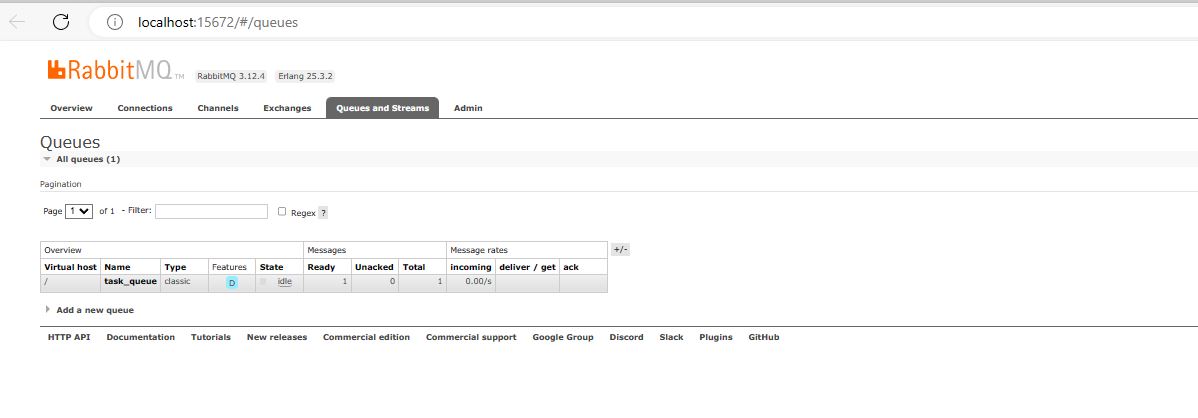 localhost:15672/#/queues
RabbitMQ TM RabbitMQ 3.12.4 Erlang 25.3.2
Overview Connections Channels Exchanges Queues and Streams Admin
Queues
All queues (1)
Pagination
Page 1 of 1 - Filter: Regex ?
Overview Messages Message rates +/-
Virtual host Name Type Features State Ready Unacked Total incoming deliver / get ack
/ task_queue classic D idle 1 0 1 0.00/s
Add a new queue
HTTP API Documentation Tutorials New releases Commercial edition Commercial support Google Group Discord Slack Plugins GitHub